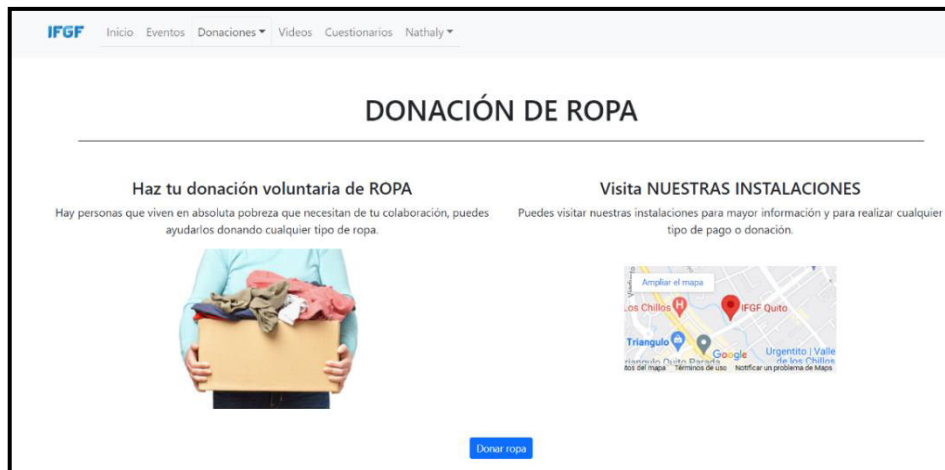 IFGF Inicio Eventos Donaciones Videos Cuestionarios Nathaly
DONACIÓN DE ROPA
Haz tu donación voluntaria de ROPA
Hay personas que viven en absoluta pobreza que necesitan de tu colaboración, puedes
ayudarlos donando cualquier tipo de ropa.
Visita NUESTRAS INSTALACIONES
Puedes visitar nuestras instalaciones para mayor información y para realizar cualquier
tipo de pago o donación.
Ampliar el mapa
Los Chillos
H
IFGF Quito
Triangulo
Google
Urgentito | Valle
de los Chillos
Términos de uso
Notificar un problema de Maps
Donar ropa